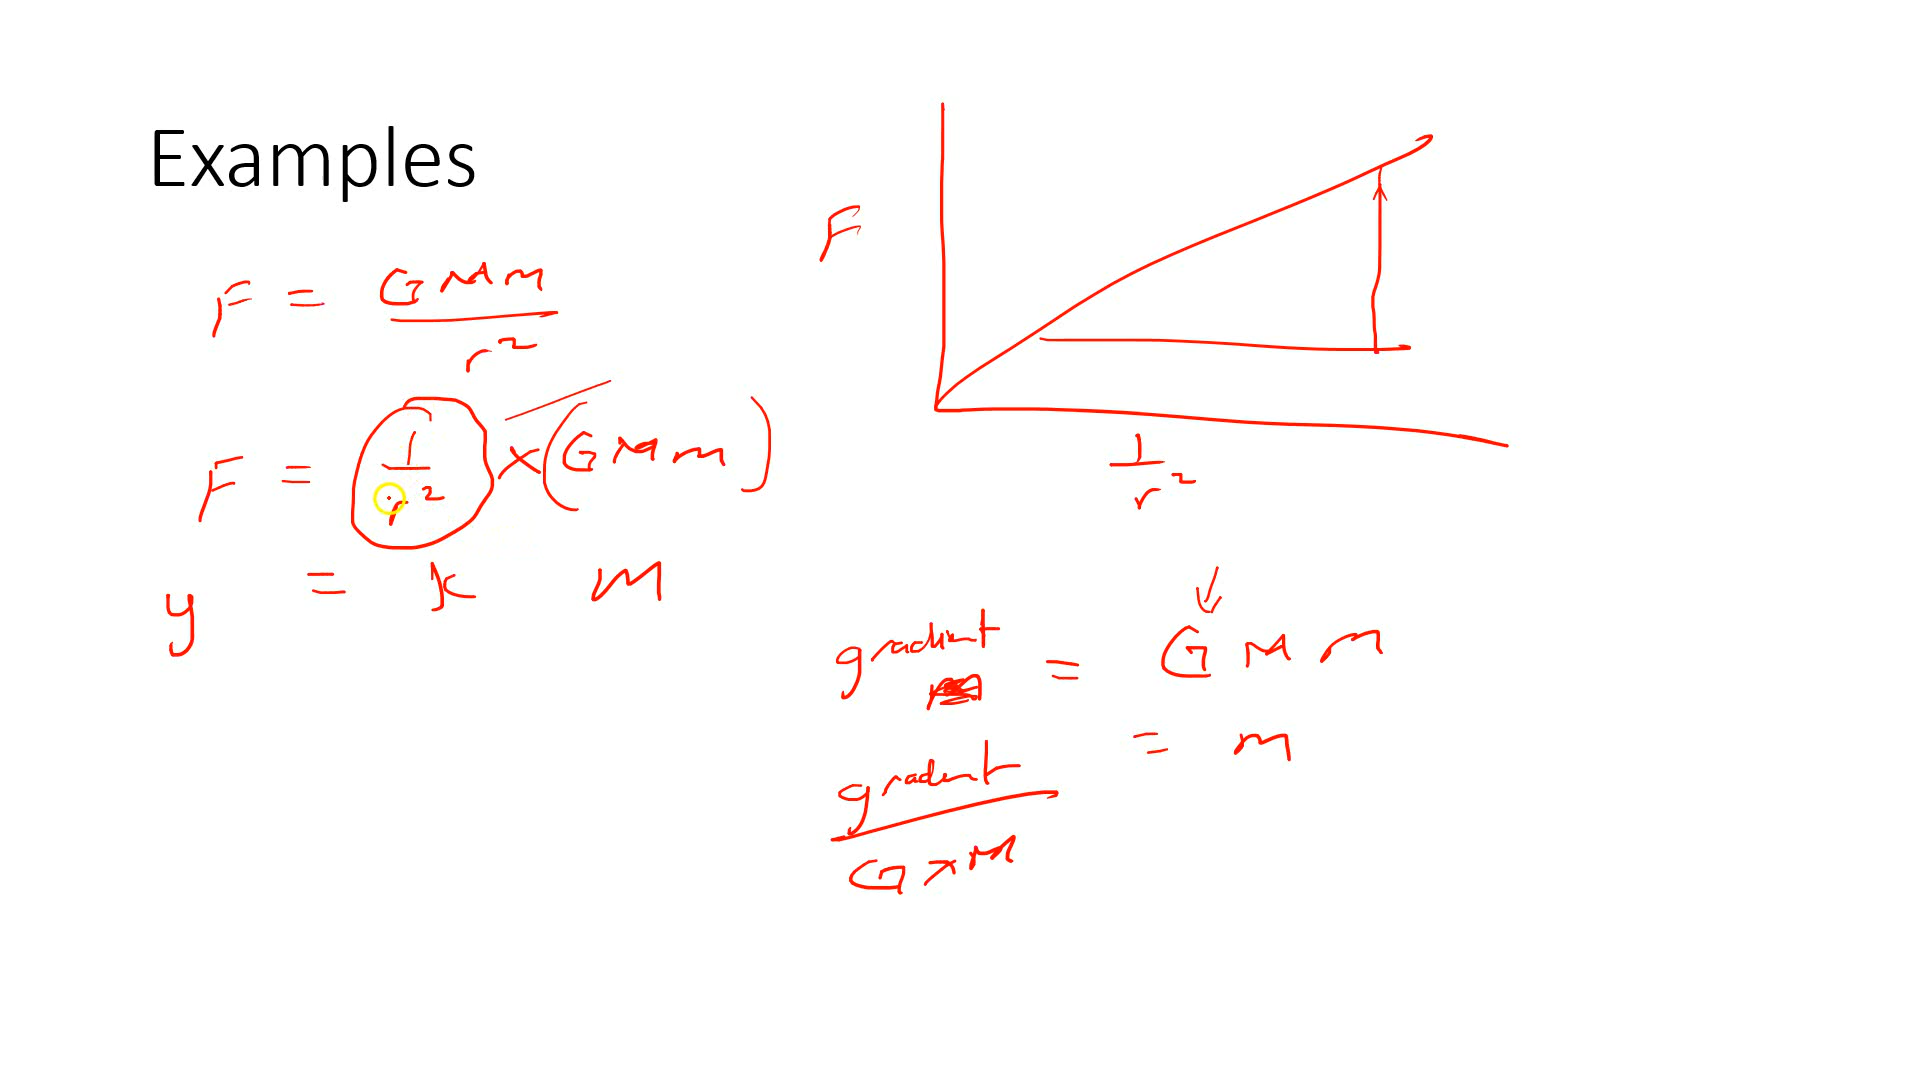 Examples
F = GMm
r²
F = 1/r² × (GMm)
y = x m
F
1
r²
gradient = GMm
gradient = m
G×M